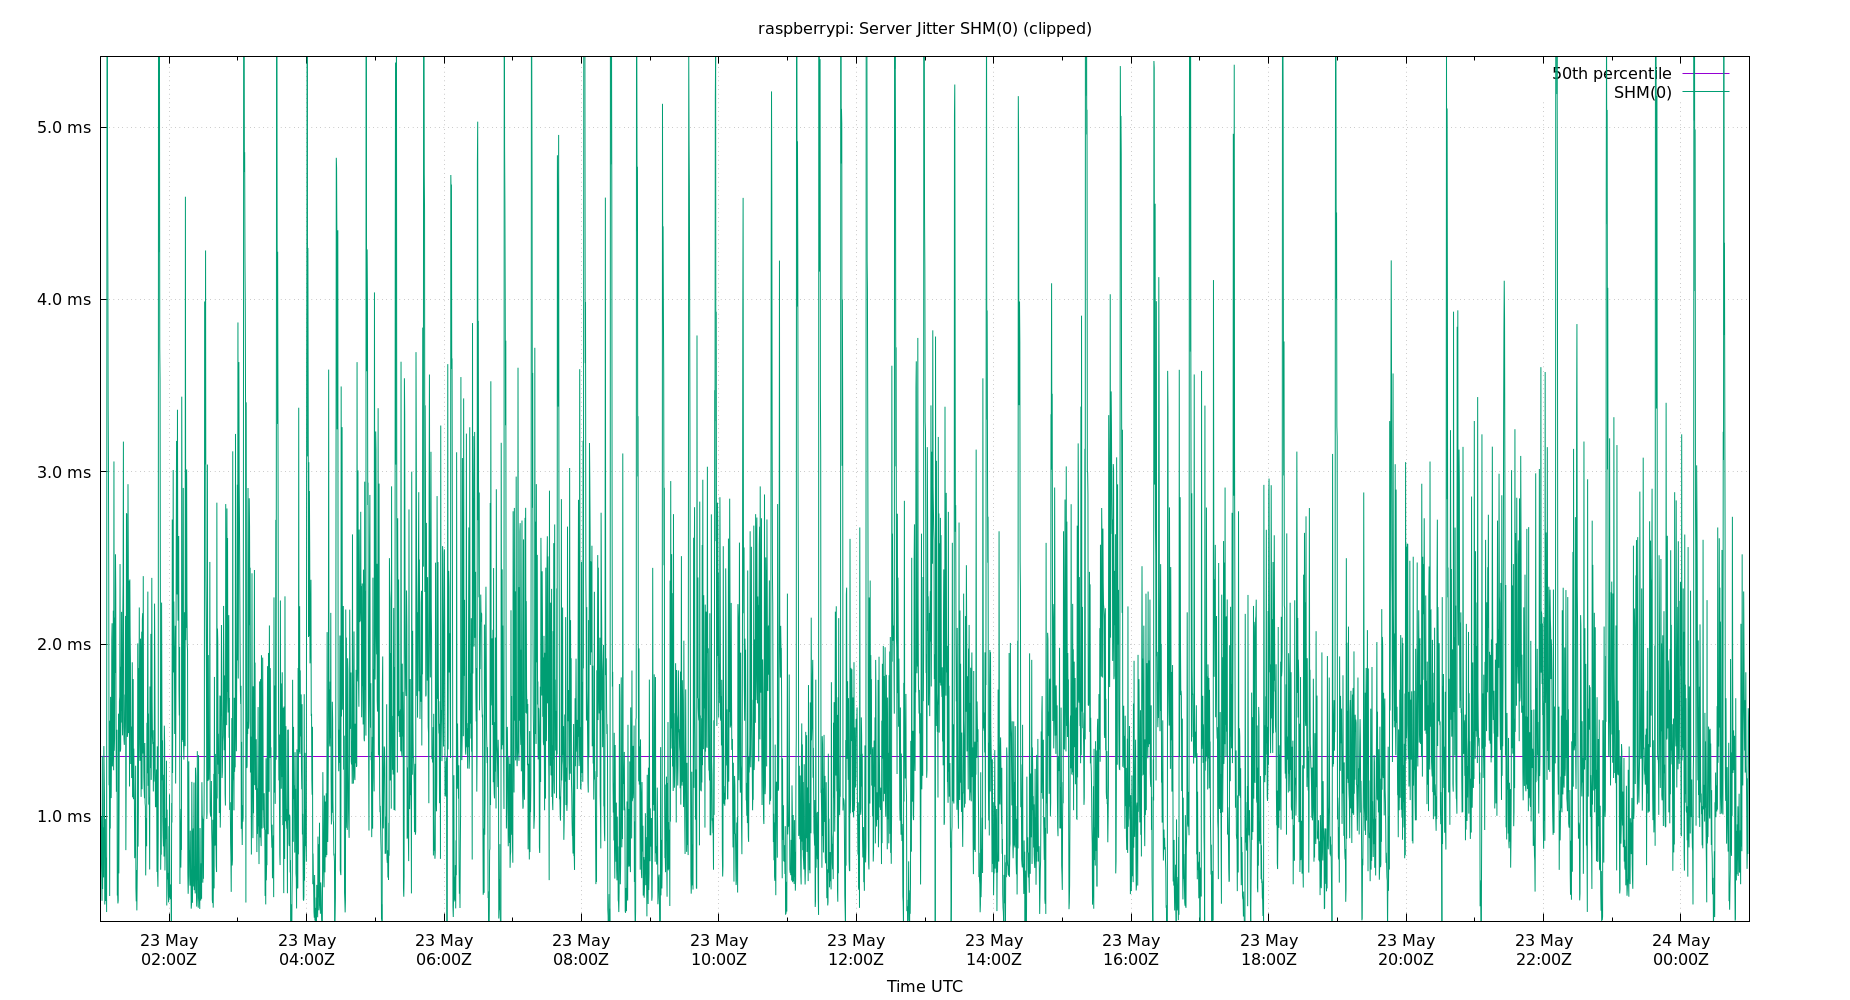 raspberrypi: Server Jitter SHM(0) (clipped)
50th percentile
SHM(0)
5.0 ms
4.0 ms
3.0 ms
2.0 ms
1.0 ms
23 May 23 May 23 May 23 May 23 May 23 May 23 May 23 May 23 May 23 May 23 May 24 May
02:00Z 04:00Z 06:00Z 08:00Z 10:00Z 12:00Z 14:00Z 16:00Z 18:00Z 20:00Z 22:00Z 00:00Z
Time UTC